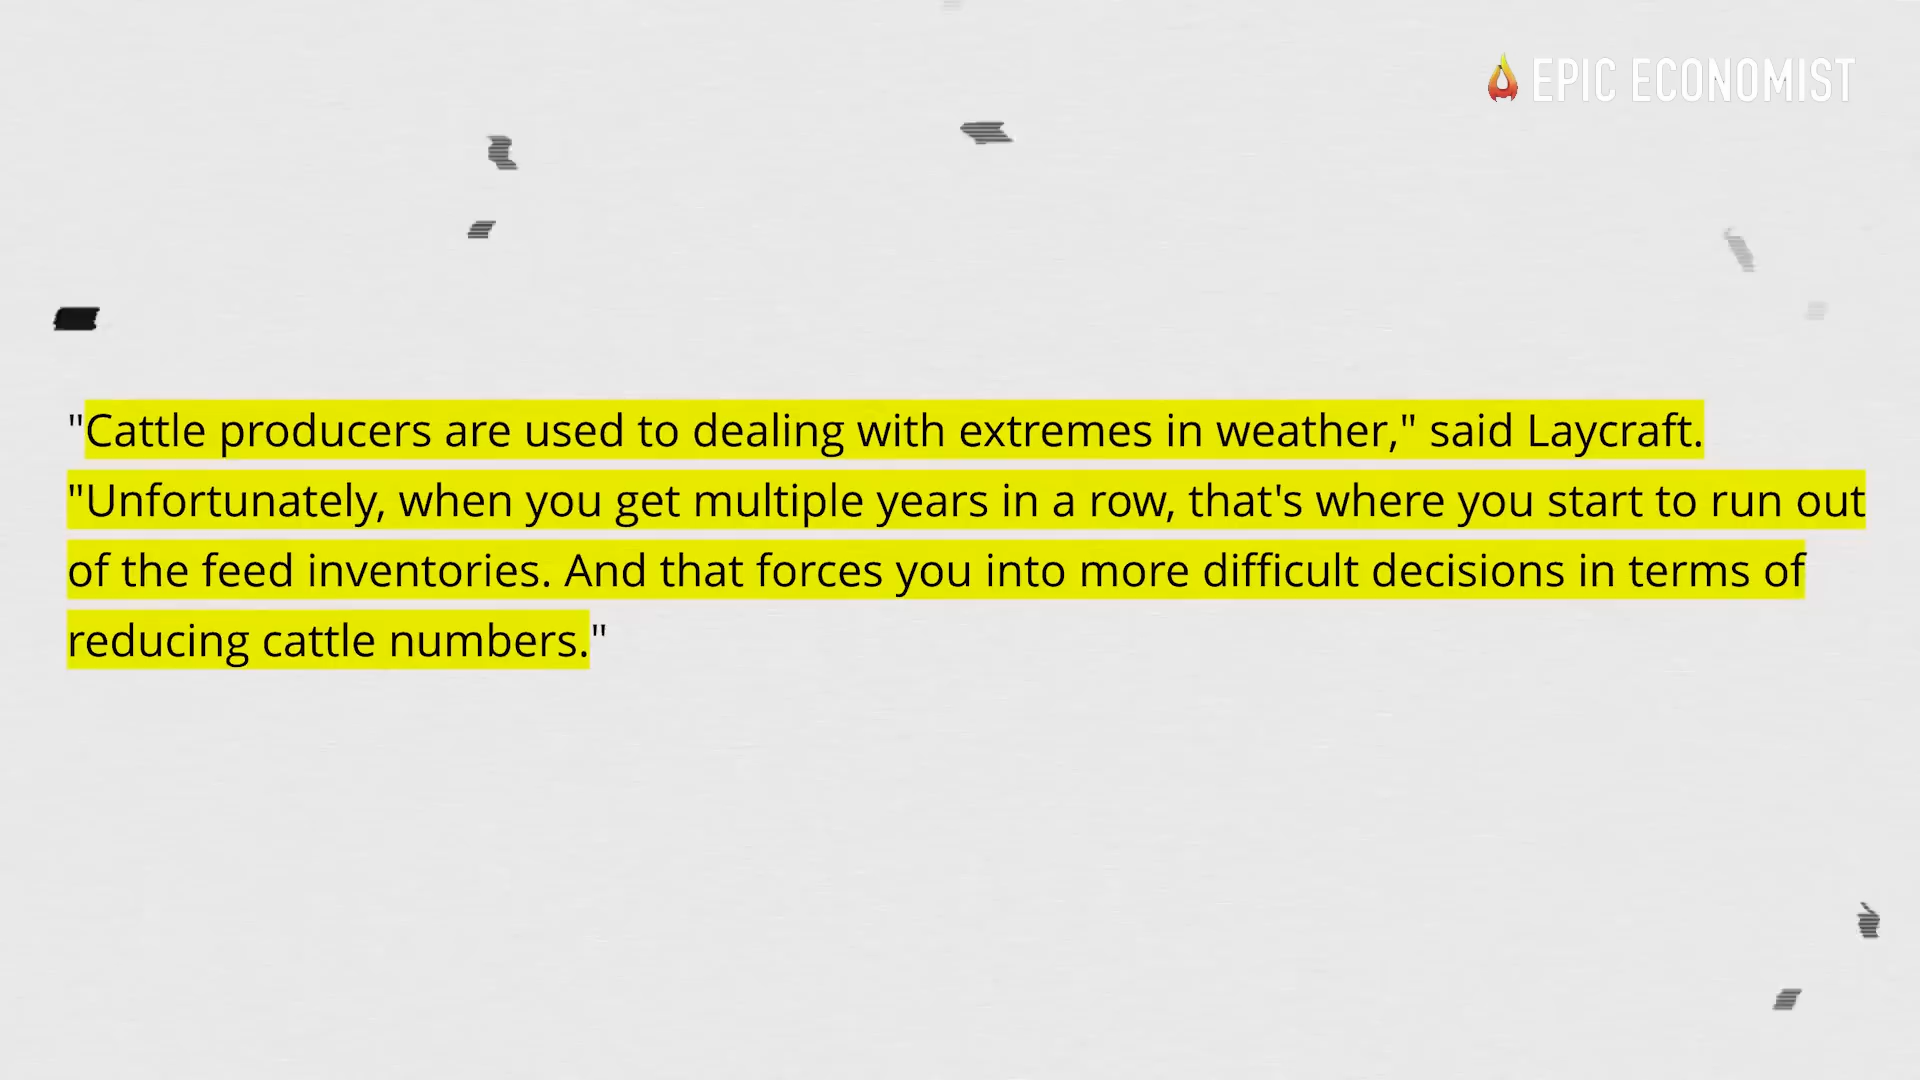 EPIC ECONOMIST
"Cattle producers are used to dealing with extremes in weather," said Laycraft.
"Unfortunately, when you get multiple years in a row, that's where you start to run out
of the feed inventories. And that forces you into more difficult decisions in terms of
reducing cattle numbers."